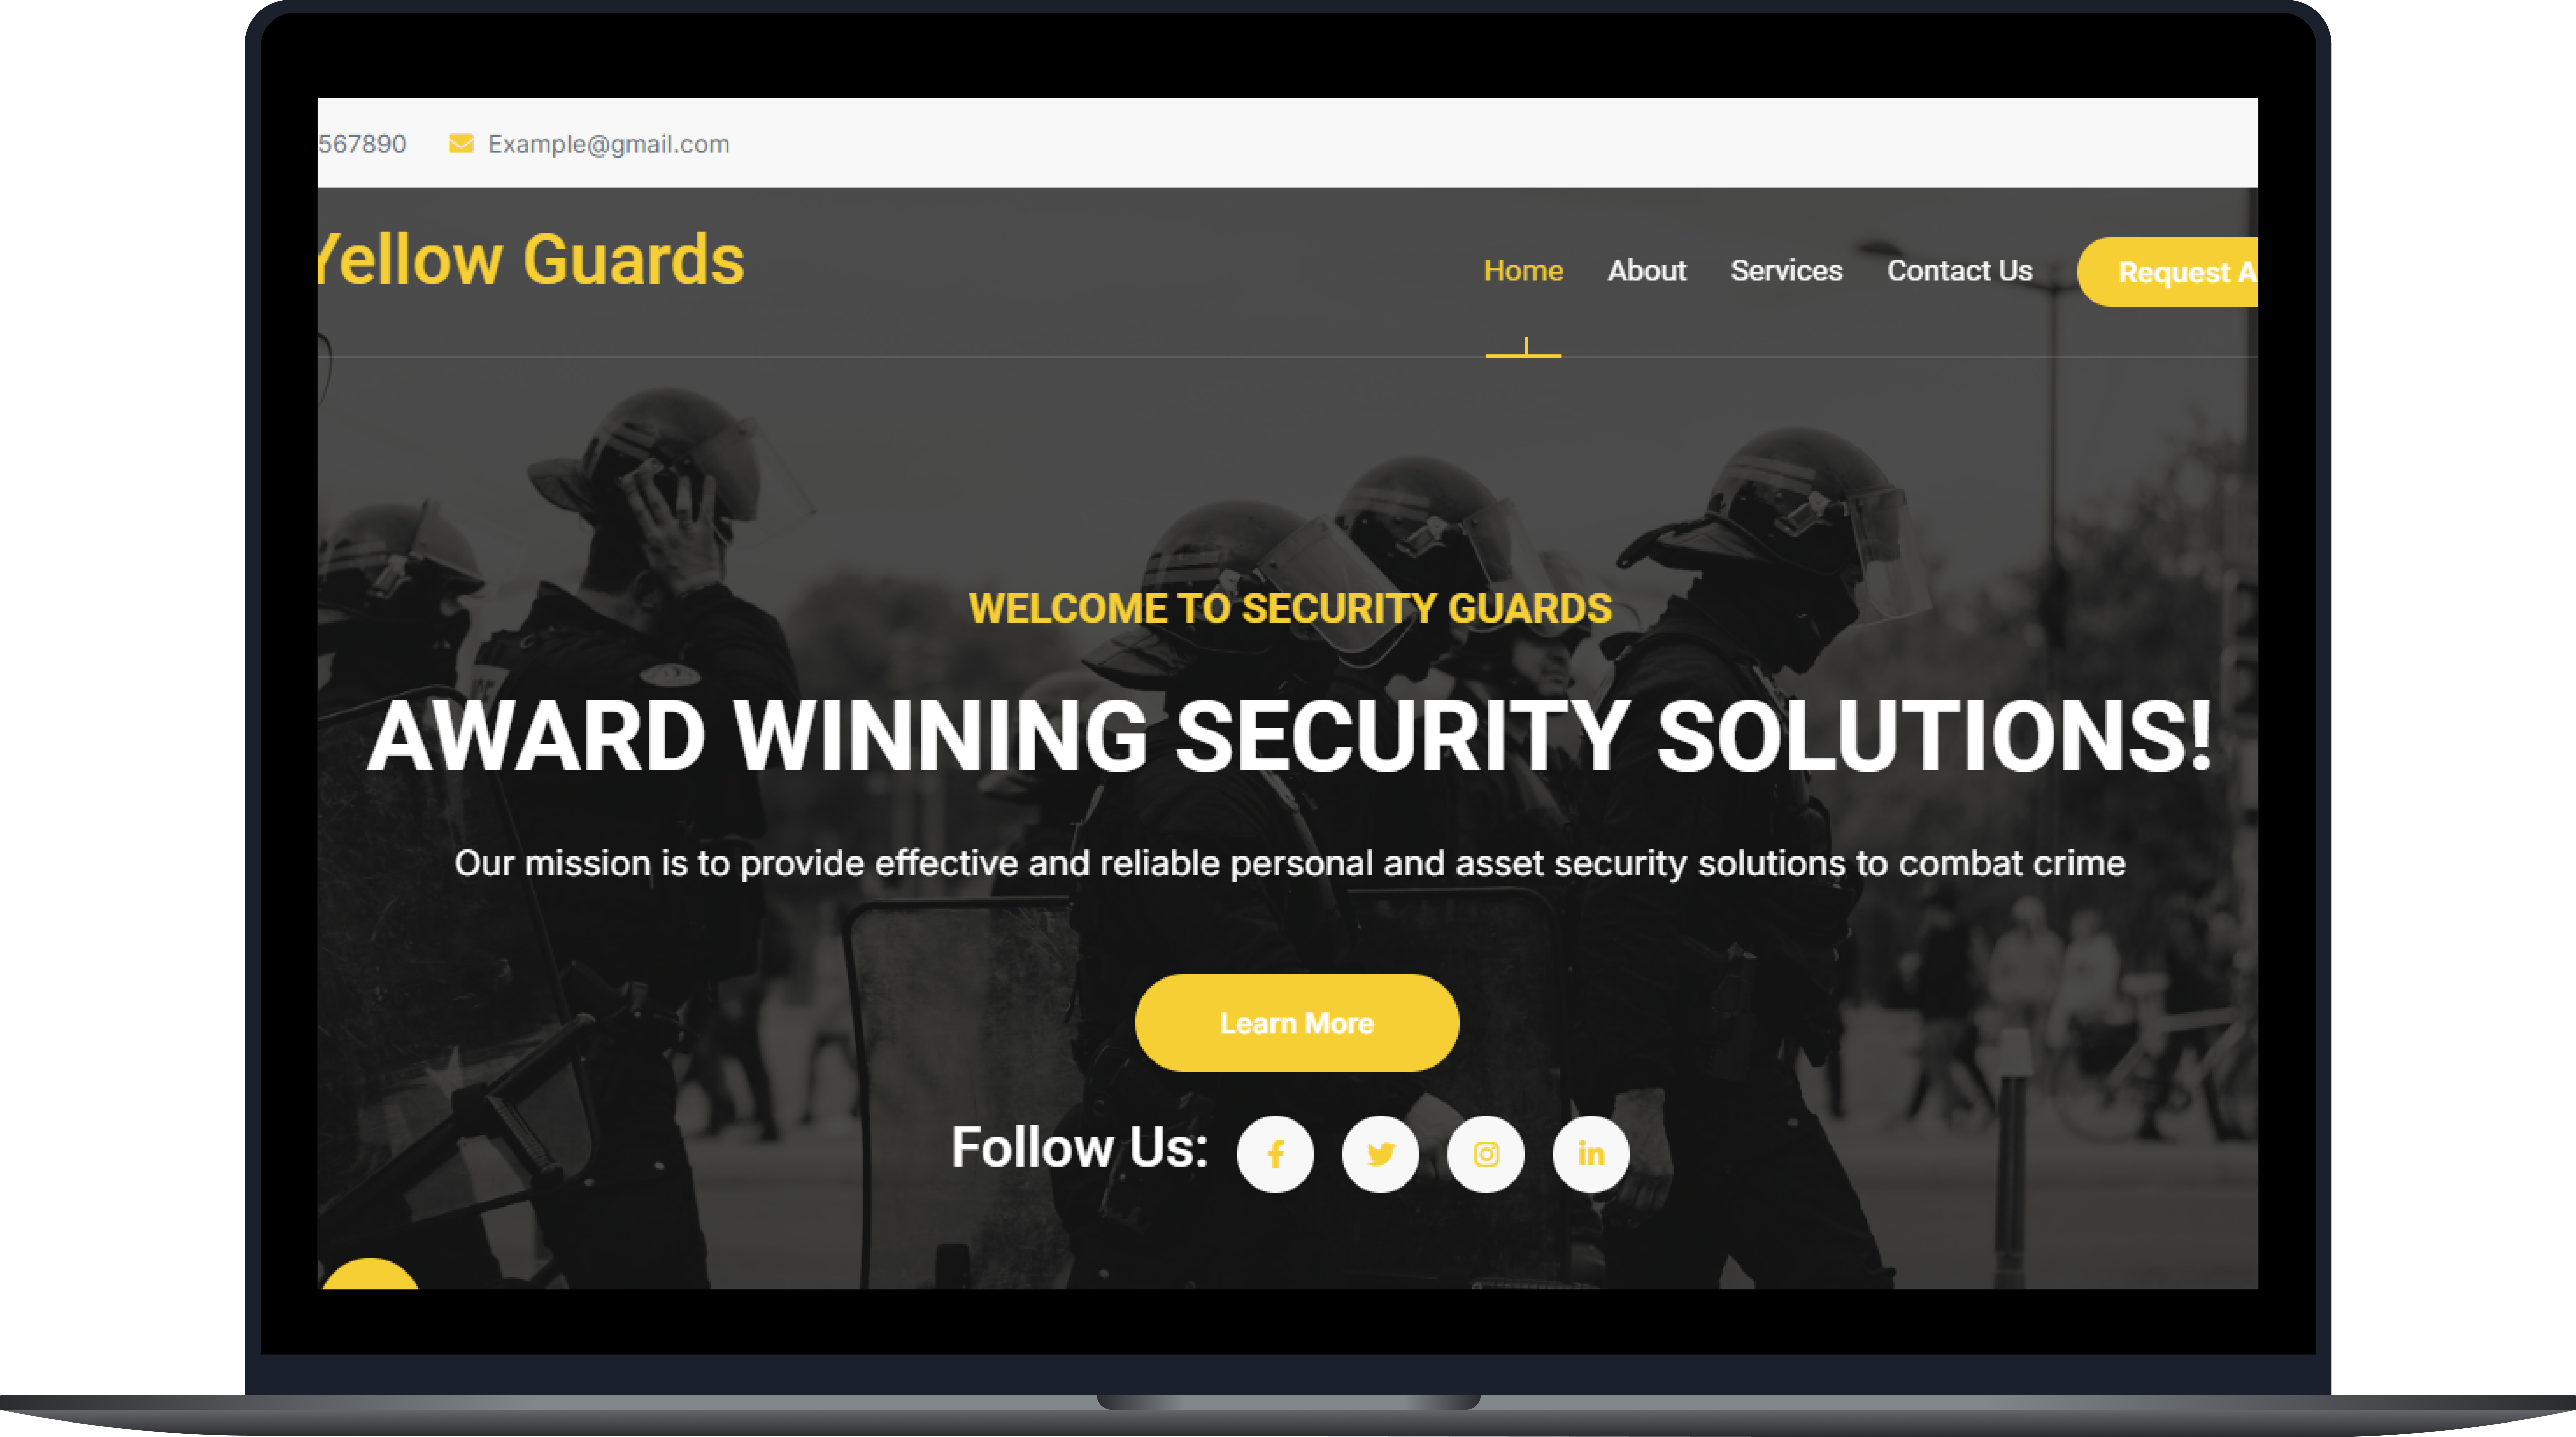 567890 Example@gmail.com
Yellow Guards
Home About Services Contact Us Request A
WELCOME TO SECURITY GUARDS
AWARD WINNING SECURITY SOLUTIONS!
Our mission is to provide effective and reliable personal and asset security solutions to combat crime
Learn More
Follow Us: